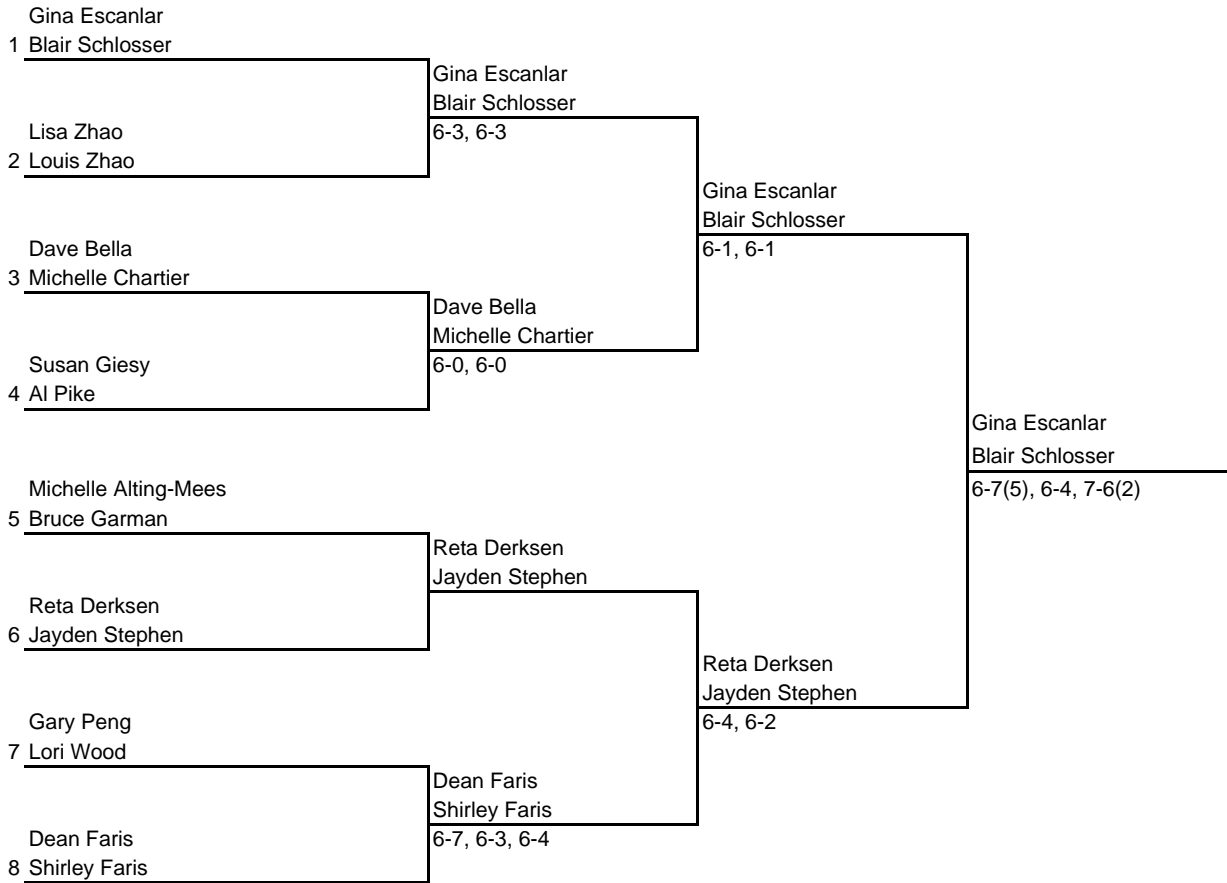 Gina Escanlar
1 Blair Schlosser
Gina Escanlar
Blair Schlosser
Lisa Zhao
6-3, 6-3
2 Louis Zhao
Gina Escanlar
Blair Schlosser
Dave Bella
6-1, 6-1
3 Michelle Chartier
Dave Bella
Michelle Chartier
Susan Giesy
6-0, 6-0
4 Al Pike
Gina Escanlar
Blair Schlosser
Michelle Alting-Mees
6-7(5), 6-4, 7-6(2)
5 Bruce Garman
Reta Derksen
Jayden Stephen
Reta Derksen
6 Jayden Stephen
Reta Derksen
Jayden Stephen
Gary Peng
6-4, 6-2
7 Lori Wood
Dean Faris
Shirley Faris
Dean Faris
6-7, 6-3, 6-4
8 Shirley Faris